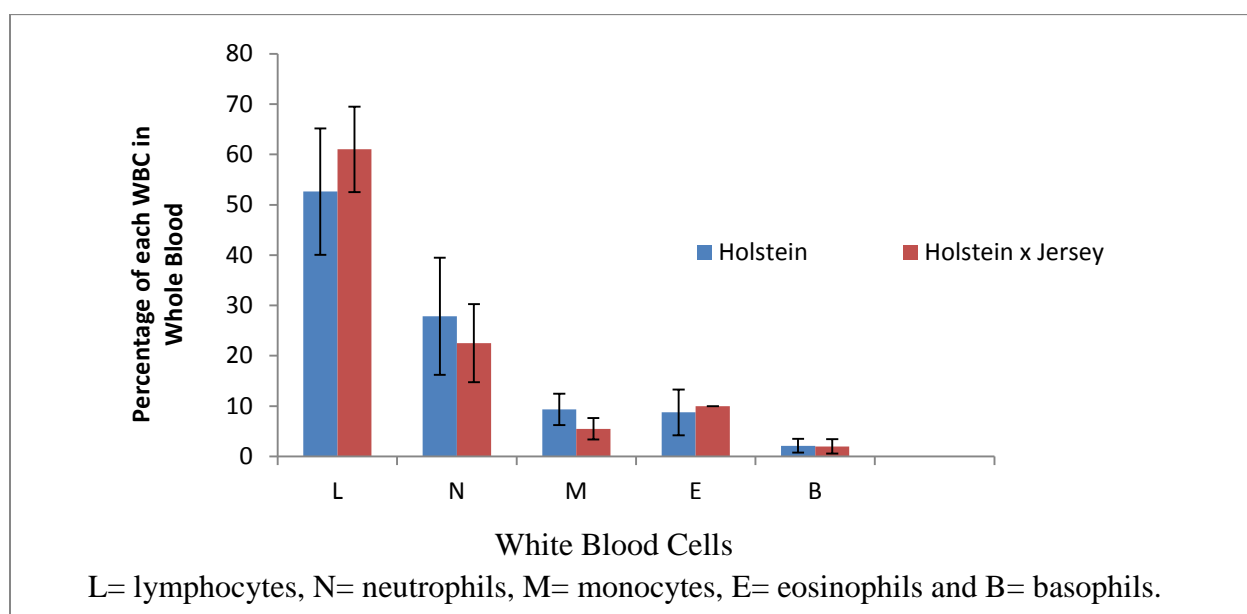 80
70
60
50
40
30
20
10
0
Percentage of each WBC in
Whole Blood
Holstein Holstein x Jersey
L N M E B
White Blood Cells
L= lymphocytes, N= neutrophils, M= monocytes, E= eosinophils and B= basophils.